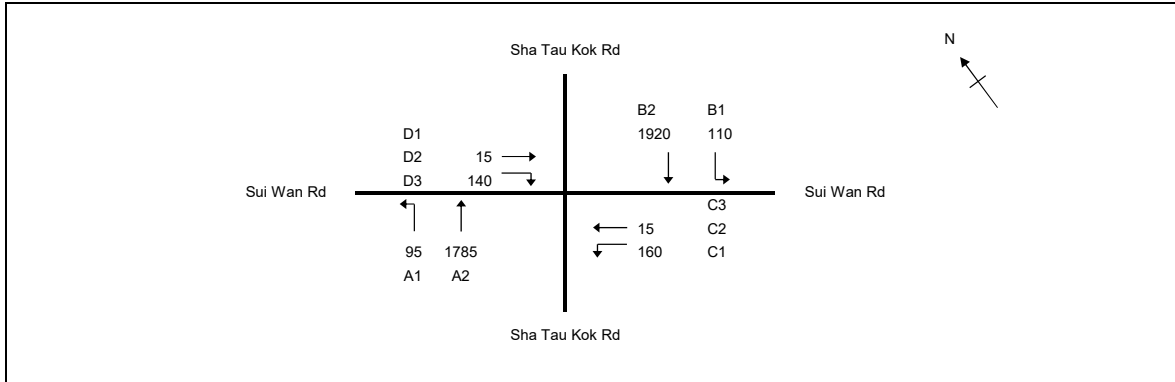 Sha Tau Kok Rd
N
B2 B1
D1 1920 110
D2 15
D3 140
Sui Wan Rd Sui Wan Rd
C3
15 C2
95 1785 160 C1
A1 A2
Sha Tau Kok Rd